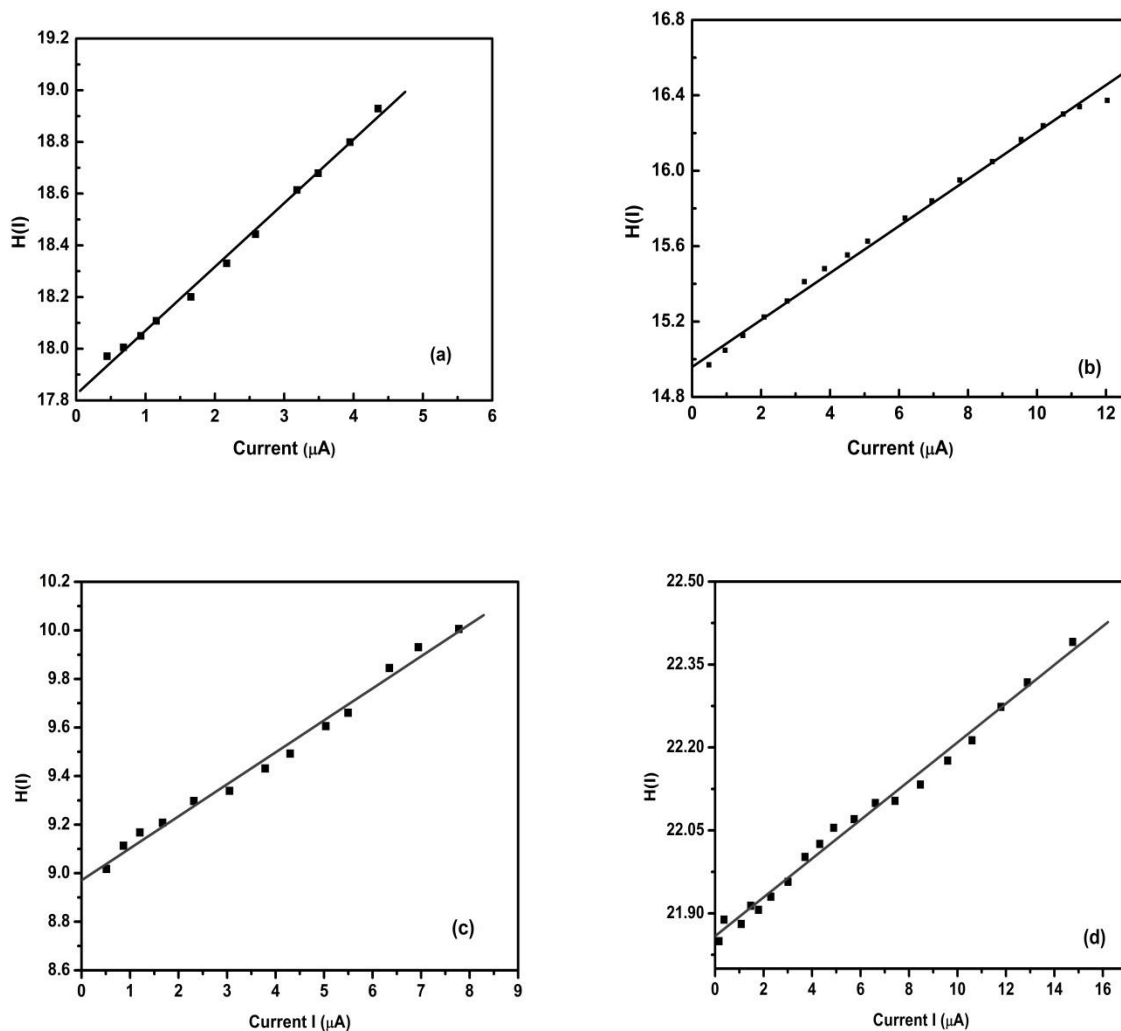 19.2
19.0
18.8
18.6
18.4
18.2
18.0
17.8
H(I)
0 1 2 3 4 5 6
Current (μA)
(a)
16.8
16.4
16.0
15.6
15.2
14.8
H(I)
0 2 4 6 8 10 12
Current (μA)
(b)
10.2
10.0
9.8
9.6
9.4
9.2
9.0
8.8
8.6
H(I)
0 1 2 3 4 5 6 7 8 9
Current I (μA)
(c)
22.50
22.35
22.20
22.05
21.90
H(I)
0 2 4 6 8 10 12 14 16
Current I (μA)
(d)